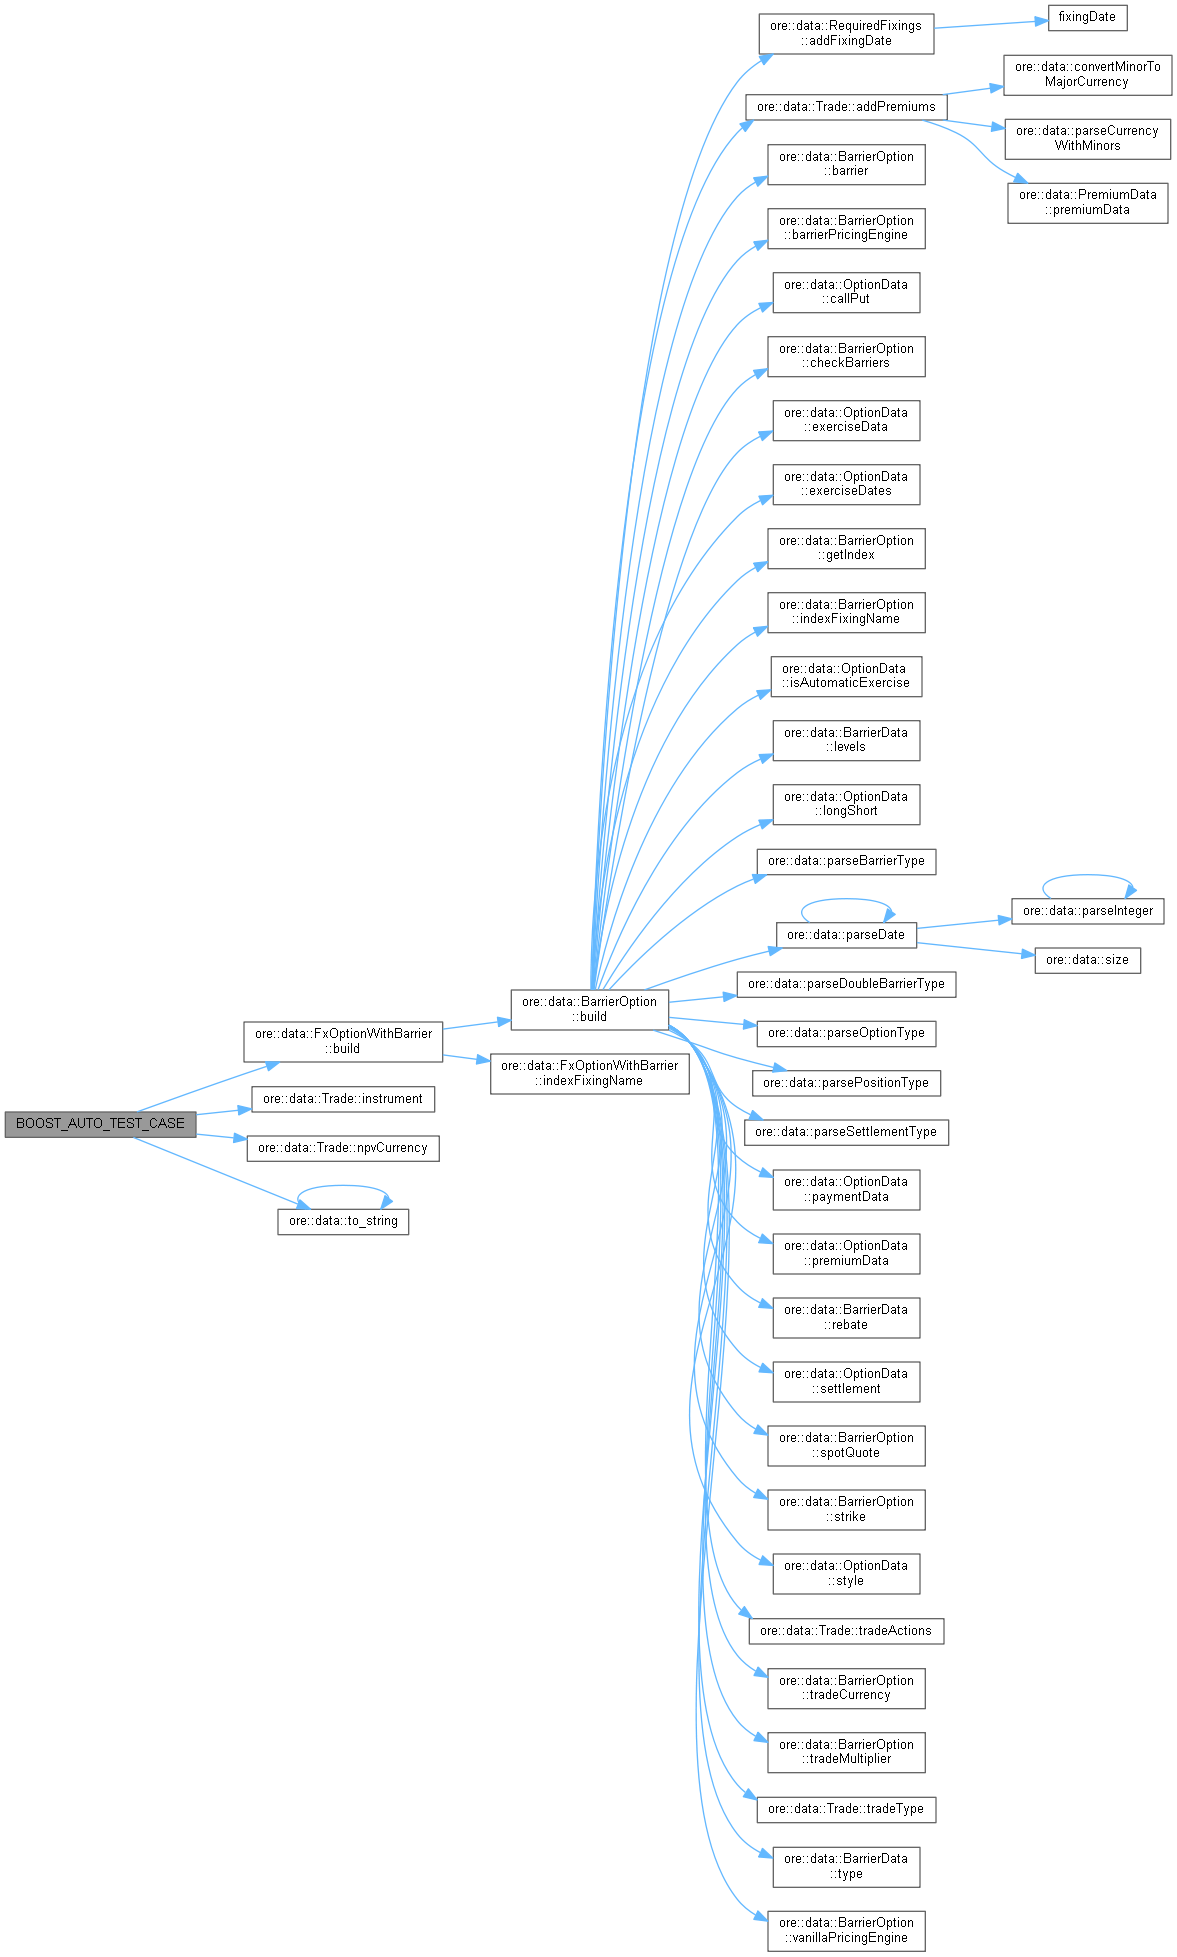 BOOST_AUTO_TEST_CASE
ore::data::FxOptionWithBarrier
::build
ore::data::Trade::instrument
ore::data::Trade::npvCurrency
ore::data::to_string
ore::data::BarrierOption
::build
ore::data::FxOptionWithBarrier
::indexFixingName
ore::data::RequiredFixings
::addFixingDate
fixingDate
ore::data::Trade::addPremiums
ore::data::convertMinorTo
MajorCurrency
ore::data::parseCurrency
WithMinors
ore::data::PremiumData
::premiumData
ore::data::BarrierOption
::barrier
ore::data::BarrierOption
::barrierPricingEngine
ore::data::OptionData
::callPut
ore::data::BarrierOption
::checkBarriers
ore::data::OptionData
::exerciseData
ore::data::OptionData
::exerciseDates
ore::data::BarrierOption
::getIndex
ore::data::BarrierOption
::indexFixingName
ore::data::OptionData
::isAutomaticExercise
ore::data::BarrierData
::levels
ore::data::OptionData
::longShort
ore::data::parseBarrierType
ore::data::parseDate
ore::data::parseInteger
ore::data::size
ore::data::parseDoubleBarrierType
ore::data::parseOptionType
ore::data::parsePositionType
ore::data::parseSettlementType
ore::data::OptionData
::paymentData
ore::data::OptionData
::premiumData
ore::data::BarrierData
::rebate
ore::data::OptionData
::settlement
ore::data::BarrierOption
::spotQuote
ore::data::BarrierOption
::strike
ore::data::OptionData
::style
ore::data::Trade::tradeActions
ore::data::BarrierOption
::tradeCurrency
ore::data::BarrierOption
::tradeMultiplier
ore::data::Trade::tradeType
ore::data::BarrierData
::type
ore::data::BarrierOption
::vanillaPricingEngine